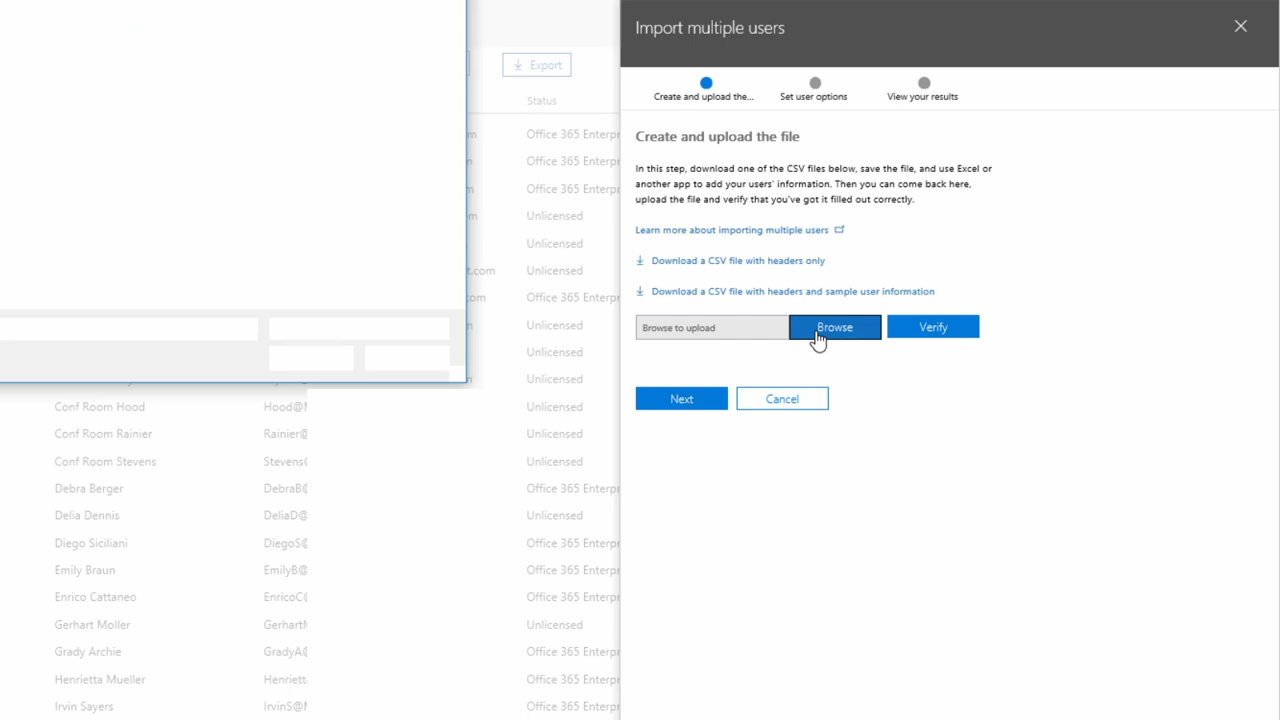 Import multiple users
Create and upload the...
Set user options
View your results
Create and upload the file
In this step, download one of the CSV files below, save the file, and use Excel or
another app to add your users' information. Then you can come back here,
upload the file and verify that you've got it filled out correctly.
Learn more about importing multiple users
Download a CSV file with headers only
Download a CSV file with headers and sample user information
Browse to upload
Browse
Verify
Next
Cancel
Export
Status
m Office 365 Enterpr
Office 365 Enterpr
Office 365 Enterpr
m Unlicensed
Unlicensed
t.com Unlicensed
com Office 365 Enterpr
Unlicensed
Unlicensed
Unlicensed
Conf Room Hood Hood@ Unlicensed
Conf Room Rainier Rainier@ Unlicensed
Conf Room Stevens Stevens Unlicensed
Debra Berger DebraB@ Office 365 Enterpr
Delia Dennis DeliaD@ Unlicensed
Diego Siciliani DiegoS@ Office 365 Enterpr
Emily Braun EmilyB@ Office 365 Enterpr
Enrico Cattaneo EnricoC Office 365 Enterpr
Gerhart Moller Gerhart Unlicensed
Grady Archie GradyA@ Office 365 Enterpr
Henrietta Mueller Henriett Office 365 Enterpr
Irvin Sayers IrvinS@ Office 365 Enterpr